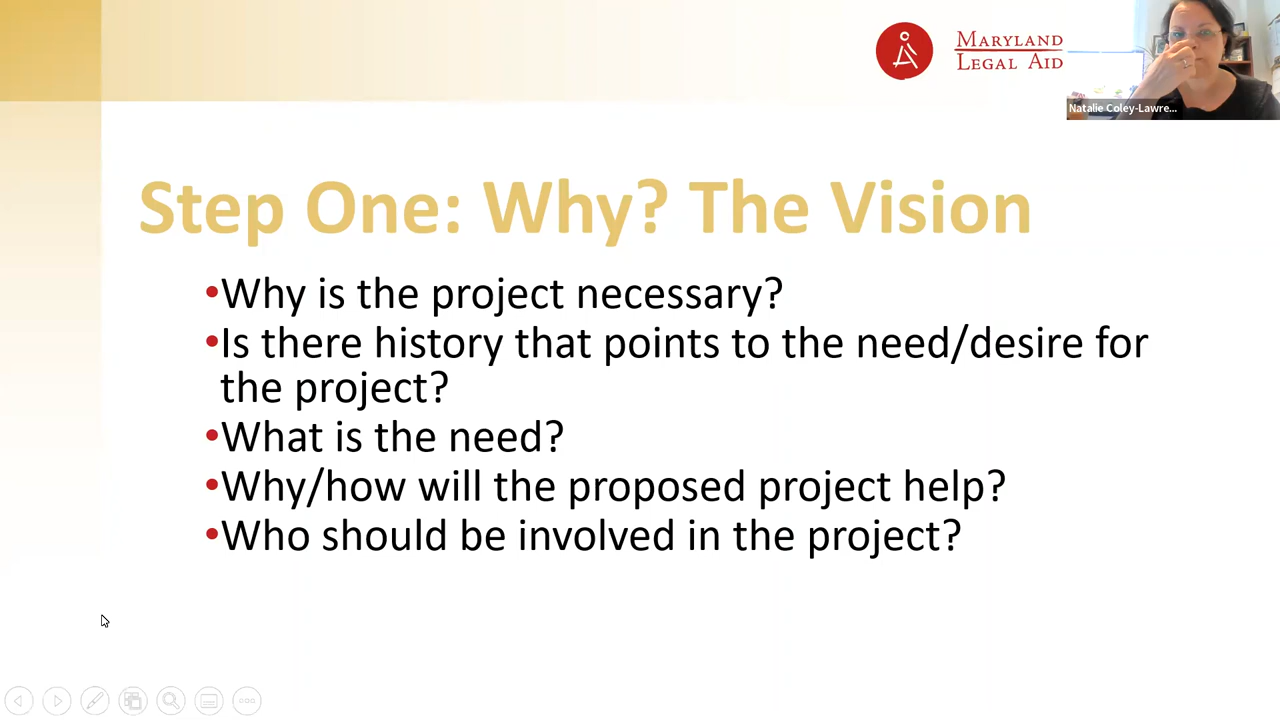 MARYLAND
LEGAL AID
Natalie Coley-Lawre...
Step One: Why? The Vision
•Why is the project necessary?
•Is there history that points to the need/desire for
the project?
•What is the need?
•Why/how will the proposed project help?
•Who should be involved in the project?